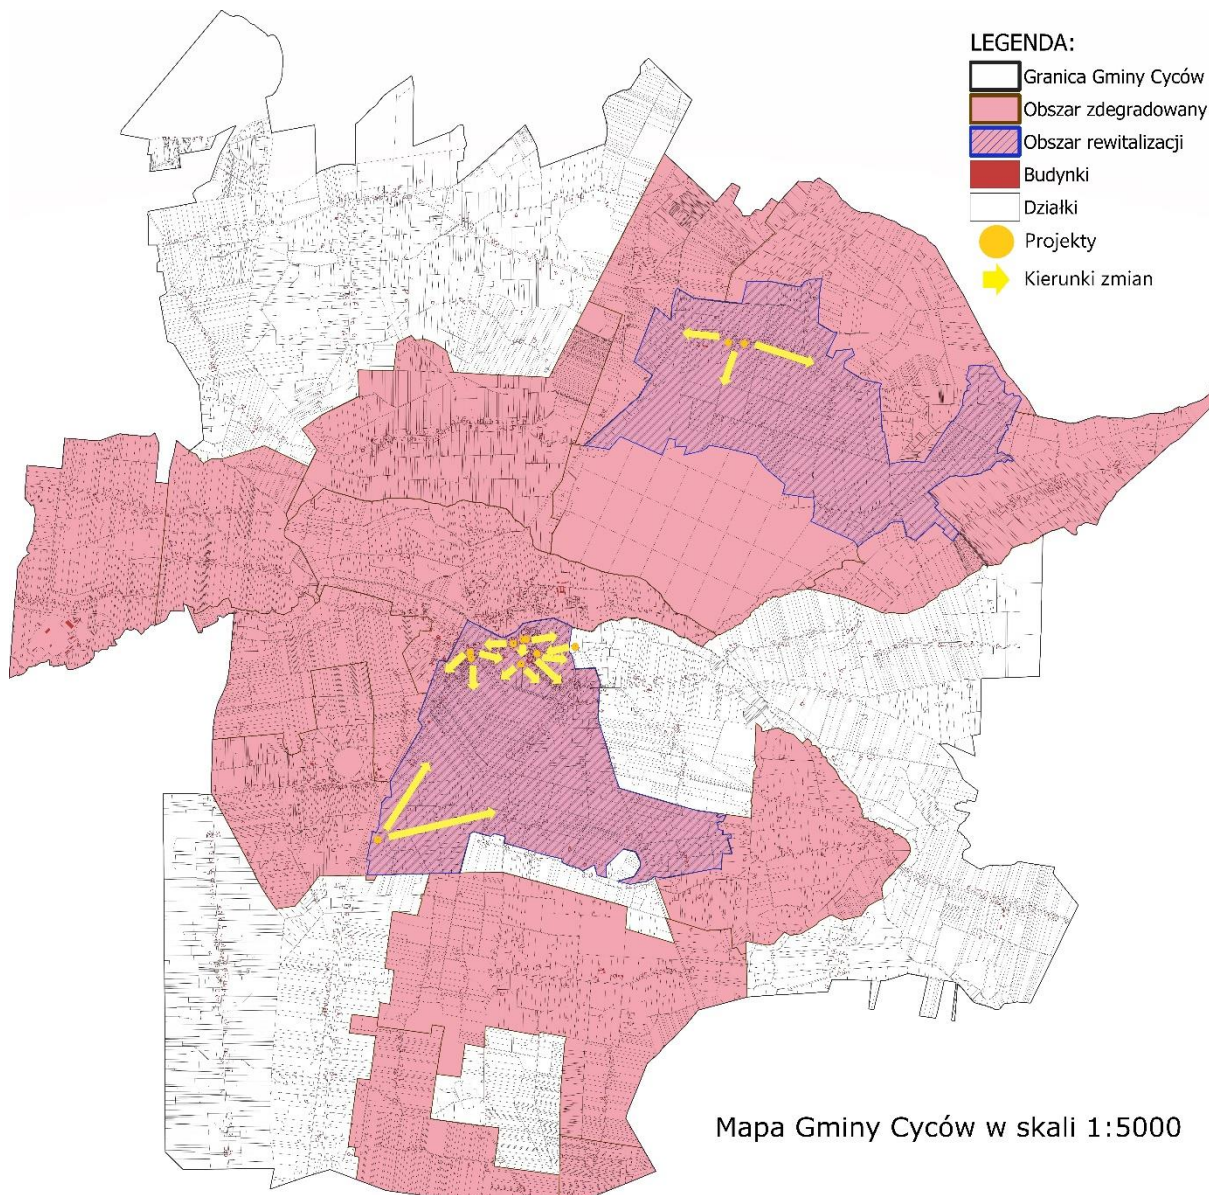 LEGENDA:
Granica Gminy Cyców
Obszar zdegradowany
Obszar rewitalizacji
Budynki
Działki
Projekty
Kierunki zmian
Mapa Gminy Cyców w skali 1:5000